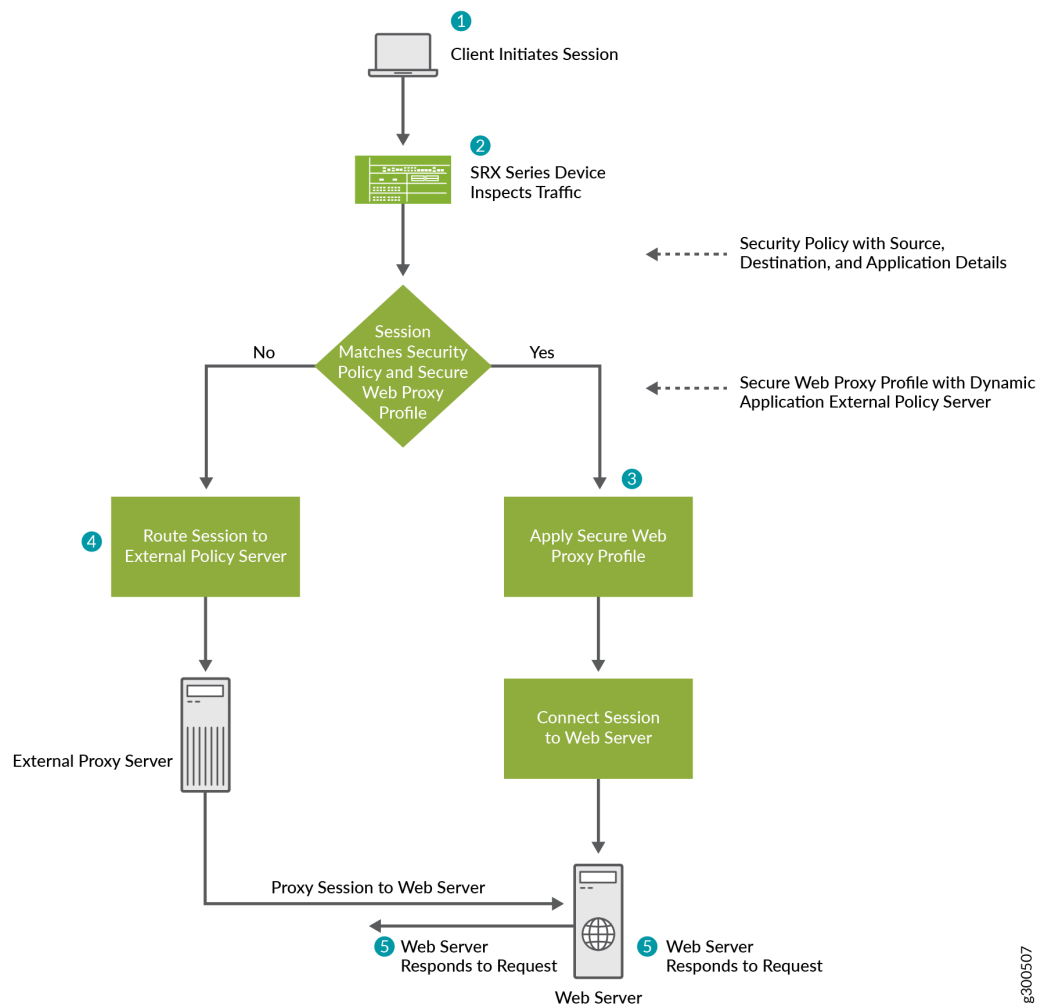 1
Client Initiates Session
2
SRX Series Device
Inspects Traffic
Security Policy with Source,
Destination, and Application Details
Session
Matches Security
Policy and Secure
Web Proxy
Profile
No
Yes
Secure Web Proxy Profile with Dynamic
Application External Policy Server
3
4
Route Session to
External Policy Server
Apply Secure Web
Proxy Profile
Connect Session
to Web Server
External Proxy Server
Proxy Session to Web Server
5 Web Server
Responds to Request
5 Web Server
Responds to Request
Web Server
g300507